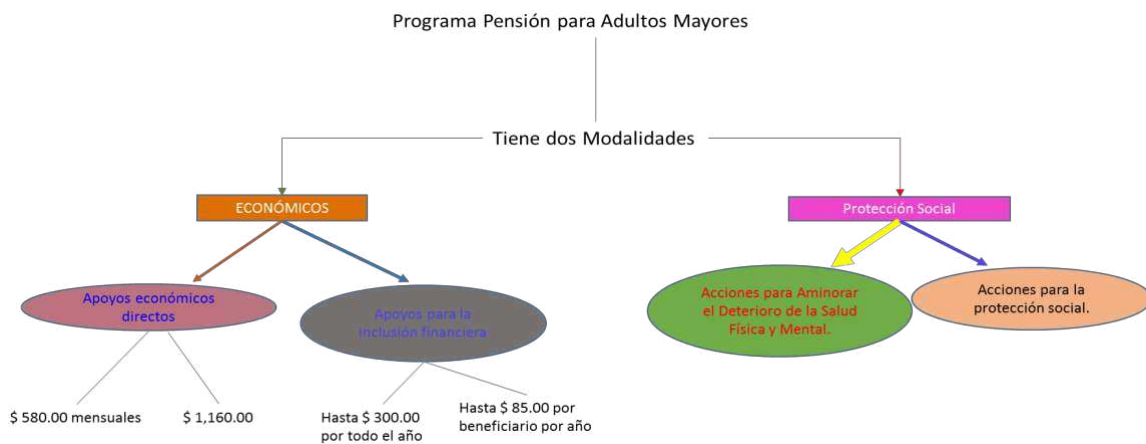 Programa Pensión para Adultos Mayores
Tiene dos Modalidades
ECONÓMICOS
Protección Social
Apoyos económicos
directos
Apoyos para la
inclusión financiera
Acciones para Aminorar
el Deterioro de la Salud
Física y Mental.
Acciones para la
protección social.
$ 580.00 mensuales
$ 1,160.00
Hasta $ 300.00
por todo el año
Hasta $ 85.00 por
beneficiario por año